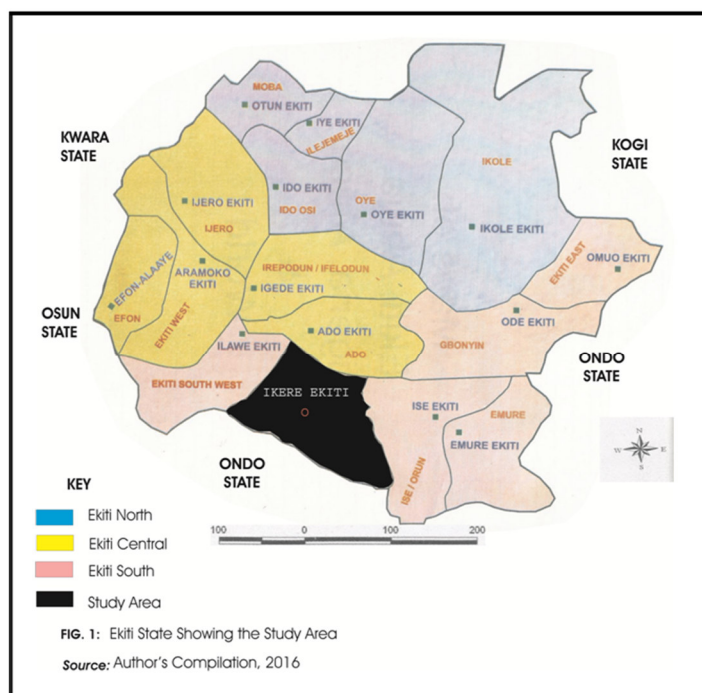 MOBA
OTUN EKITI
IYE EKITI
ILEJEMEJE
KWARA
STATE
KOGI
STATE
IKOLE
IDO EKITI
IDO OSI
OYE
OYE EKITI
IJERO EKITI
IJERO
IKOLE EKITI
EKITI EAST
OMUO EKITI
ARAMOKO
EKITI
IREPODUN / IFELODUN
IGEDE EKITI
EFON-ALAAYE
EFON
EKITI WEST
OSUN
STATE
ODE EKITI
ADO EKITI
ADO
GBONYIN
ILAWE EKITI
ONDO
STATE
EKITI SOUTH WEST
IKERE EKITI
ISE EKITI
EMURE
EMURE EKITI
ISE / ORUN
N
W E
S
ONDO
STATE
KEY
Ekiti North
Ekiti Central
Ekiti South
Study Area
100 0 100 200
FIG. 1: Ekiti State Showing the Study Area
Source: Author's Compilation, 2016